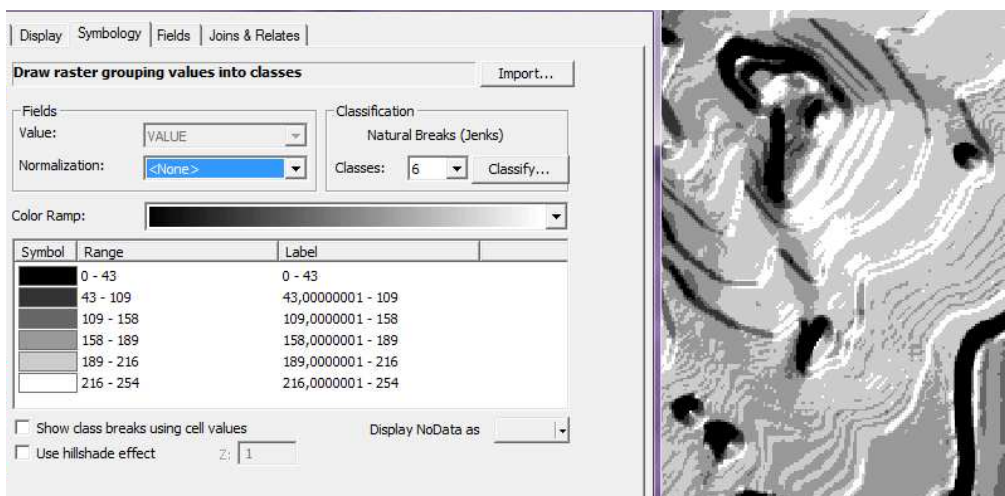 Display Symbology Fields Joins & Relates
Draw raster grouping values into classes Import...
Fields Classification
Value: VALUE Natural Breaks (Jenks)
Normalization: <None> Classes: 6 Classify...
Color Ramp:
Symbol Range Label
0 - 43 0 - 43
43 - 109 43,00000001 - 109
109 - 158 109,0000001 - 158
158 - 189 158,0000001 - 189
189 - 216 189,0000001 - 216
216 - 254 216,0000001 - 254
Show class breaks using cell values Display NoData as
Use hillshade effect Z: 1